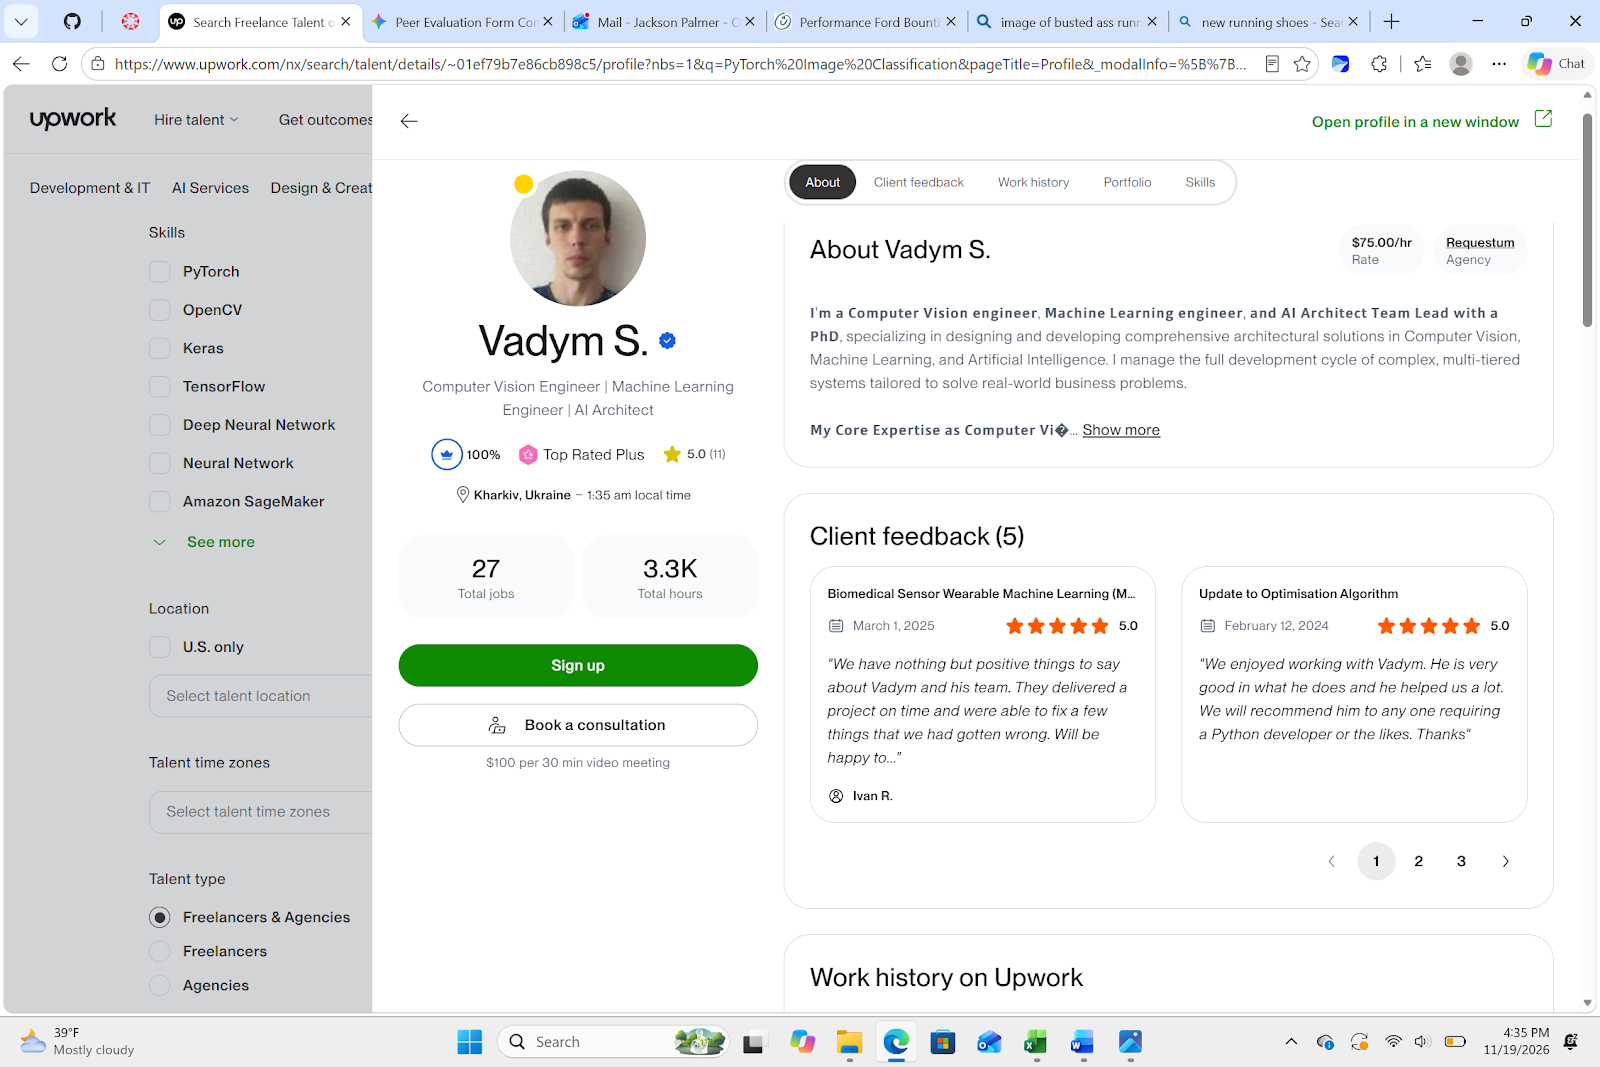 Search Freelance Talent o
Peer Evaluation Form Cor
Mail - Jackson Palmer - O
Performance Ford Bounti
image of busted ass runn
new running shoes - Sear
https://www.upwork.com/nx/search/talent/details/~01ef79b7e86cb898c5/profile?nbs=1&q=PyTorch%20Image%20Classification&pageTitle=Profile&_modalInfo=%5B%7B...
Chat
upwork
Hire talent
Get outcomes
Development & IT
AI Services
Design & Creat
Skills
PyTorch
OpenCV
Keras
TensorFlow
Deep Neural Network
Neural Network
Amazon SageMaker
See more
Location
U.S. only
Select talent location
Talent time zones
Select talent time zones
Talent type
Freelancers & Agencies
Freelancers
Agencies
Open profile in a new window
Vadym S.
Computer Vision Engineer | Machine Learning
Engineer | AI Architect
100%
Top Rated Plus
5.0 (11)
Kharkiv, Ukraine – 1:35 am local time
27
Total jobs
3.3K
Total hours
Sign up
Book a consultation
$100 per 30 min video meeting
About
Client feedback
Work history
Portfolio
Skills
About Vadym S.
$75.00/hr
Rate
Requestum
Agency
I'm a Computer Vision engineer, Machine Learning engineer, and AI Architect Team Lead with a
PhD, specializing in designing and developing comprehensive architectural solutions in Computer Vision,
Machine Learning, and Artificial Intelligence. I manage the full development cycle of complex, multi-tiered
systems tailored to solve real-world business problems.
My Core Expertise as Computer Vi�... Show more
Client feedback (5)
Biomedical Sensor Wearable Machine Learning (M...
March 1, 2025
5.0
"We have nothing but positive things to say
about Vadym and his team. They delivered a
project on time and were able to fix a few
things that we had gotten wrong. Will be
happy to..."
Ivan R.
Update to Optimisation Algorithm
February 12, 2024
5.0
"We enjoyed working with Vadym. He is very
good in what he does and he helped us a lot.
We will recommend him to any one requiring
a Python developer or the likes. Thanks"
1
2
3
Work history on Upwork
39°F
Mostly cloudy
Search
4:35 PM
11/19/2026